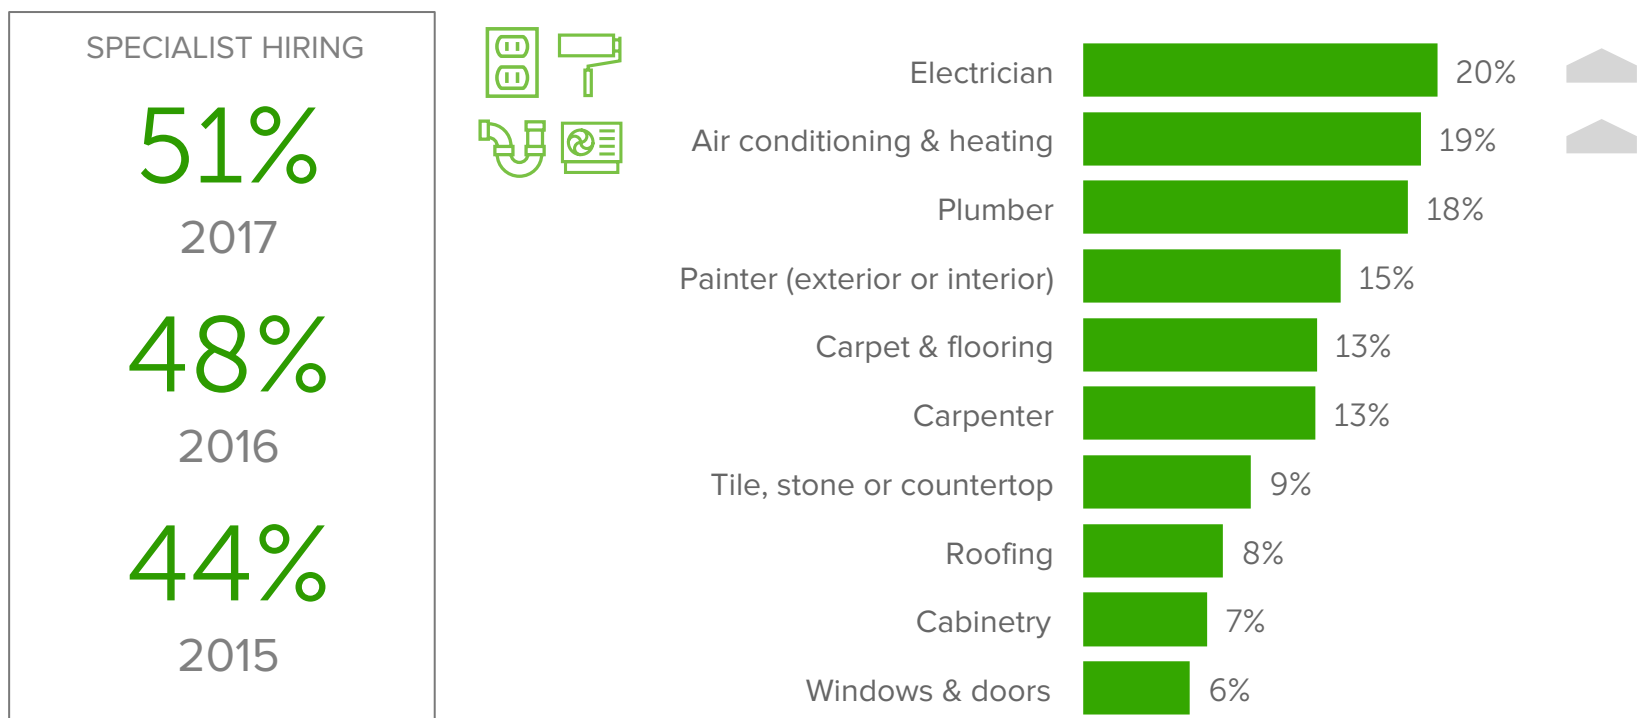 SPECIALIST HIRING
51%
2017
48%
2016
44%
2015
Electrician 20%
Air conditioning & heating 19%
Plumber 18%
Painter (exterior or interior) 15%
Carpet & flooring 13%
Carpenter 13%
Tile, stone or countertop 9%
Roofing 8%
Cabinetry 7%
Windows & doors 6%